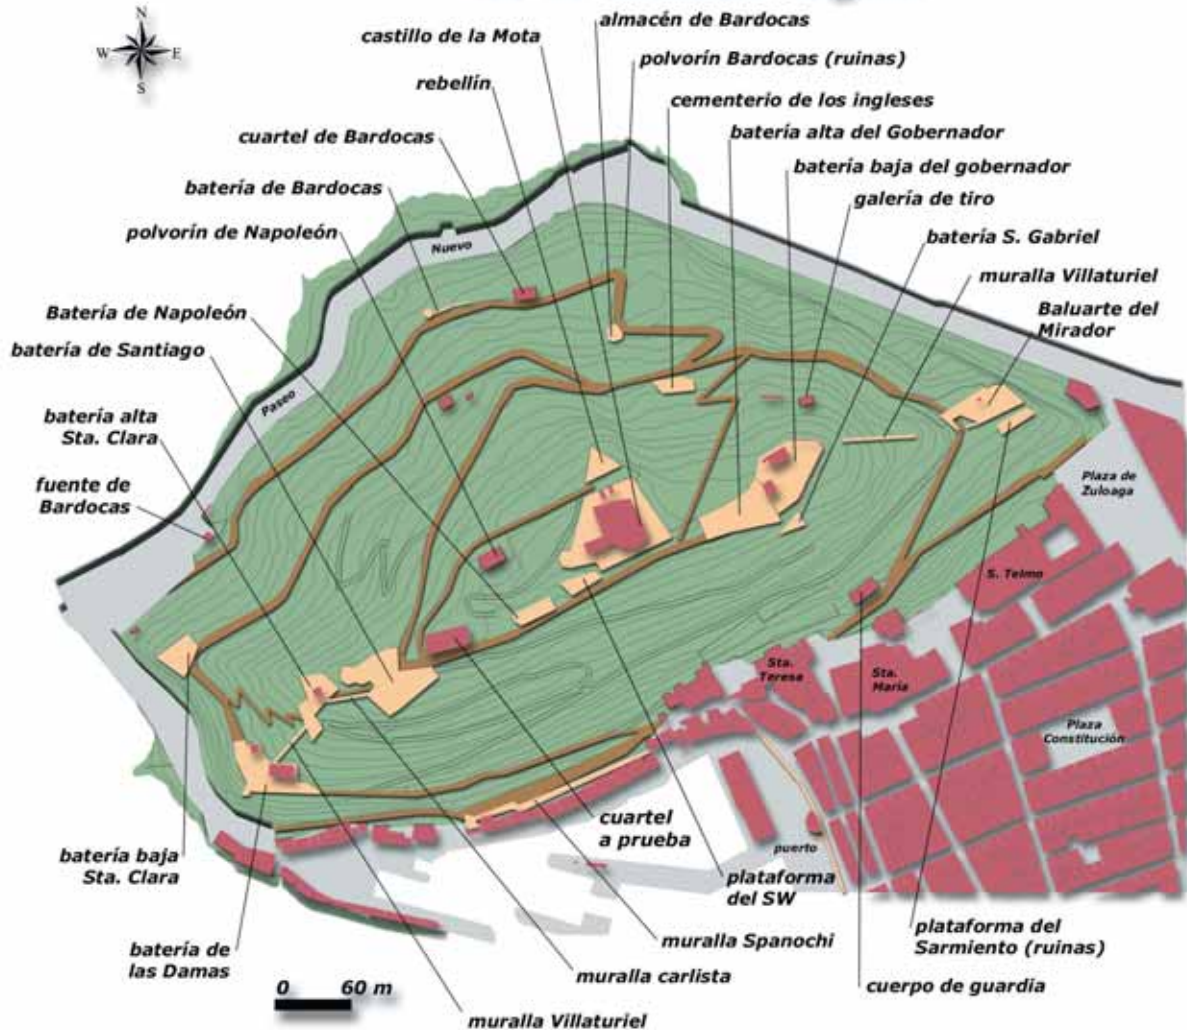 N
W E
S
almacén de Bardocas
castillo de la Mota
polvorín Bardocas (ruinas)
rebellín
cementerio de los ingleses
batería alta del Gobernador
cuartel de Bardocas
batería baja del gobernador
batería de Bardocas
galería de tiro
polvorín de Napoleón
batería S. Gabriel
Nuevo
muralla Villaturiel
Batería de Napoleón
Baluarte del
Mirador
batería de Santiago
Paseo
batería alta
Sta. Clara
fuente de
Bardocas
Plaza de
Zuloaga
S. Telmo
Sta.
Teresa
Sta.
María
Plaza
Constitución
cuartel
a prueba
puerto
batería baja
Sta. Clara
plataforma
del SW
plataforma del
Sarmiento (ruinas)
batería de
las Damas
muralla Spanochi
muralla carlista
cuerpo de guardia
0 60 m
muralla Villaturiel